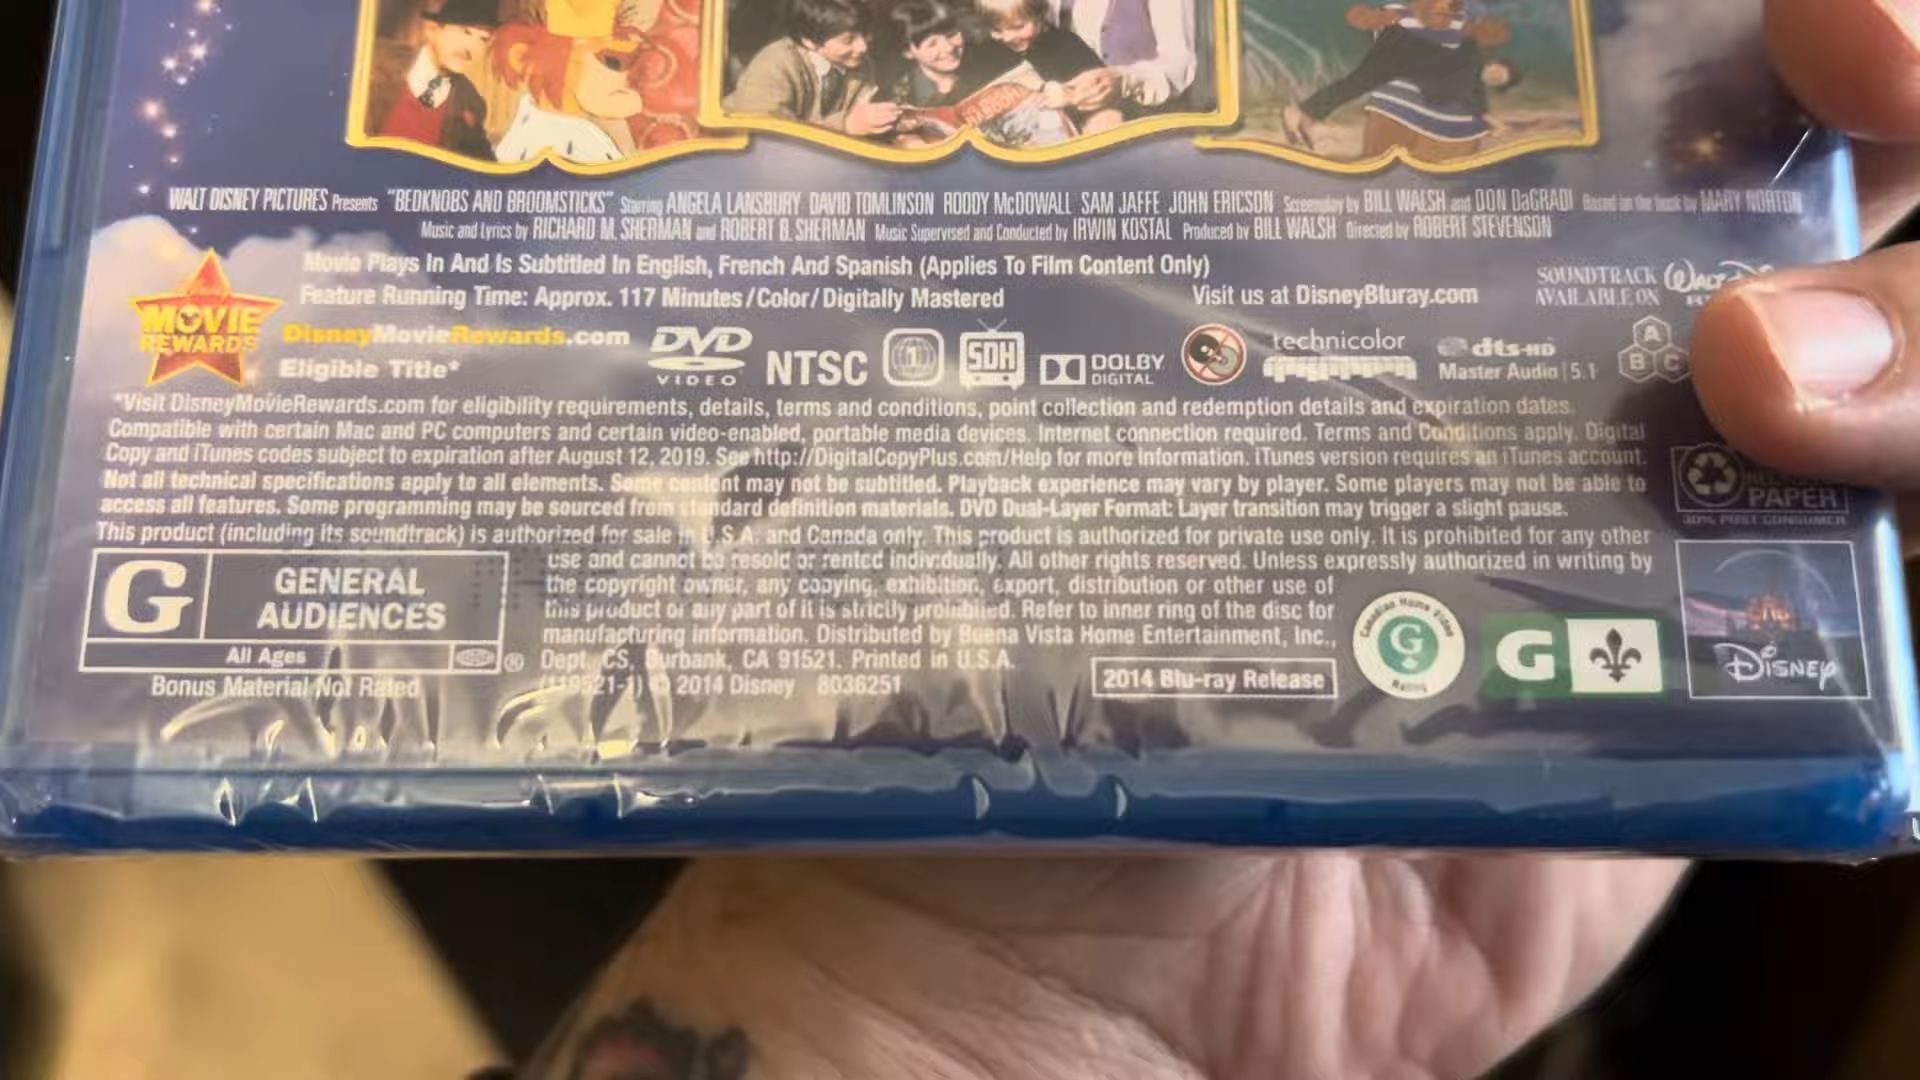 WALT DISNEY PICTURES Presents "BEDKNOBS AND BROOMSTICKS" Starring ANGELA LANSBURY DAVID TOMLINSON RODDY McDOWALL SAM JAFFE JOHN ERICSON Screenplay by BILL WALSH and DON DaGRADI Based on the book by MARY NORTON
Music and Lyrics by RICHARD M. SHERMAN and ROBERT B. SHERMAN Music Supervised and Conducted by IRWIN KOSTAL Produced by BILL WALSH Directed by ROBERT STEVENSON
Movie Plays In And Is Subtitled In English, French And Spanish (Applies To Film Content Only)
Feature Running Time: Approx. 117 Minutes/Color/Digitally Mastered
Visit us at DisneyBluray.com
SOUNDTRACK
AVAILABLE ON
Disney
MOVIE
REWARDS
DisneyMovieRewards.com
Eligible Title*
DVD
VIDEO
NTSC
1
SDH
DOLBY
DIGITAL
technicolor
dts-HD
Master Audio|5.1
A
B C
*Visit DisneyMovieRewards.com for eligibility requirements, details, terms and conditions, point collection and redemption details and expiration dates.
Compatible with certain Mac and PC computers and certain video-enabled, portable media devices. Internet connection required. Terms and Conditions apply. Digital
Copy and iTunes codes subject to expiration after August 12, 2019. See http://DigitalCopyPlus.com/Help for more information. iTunes version requires an iTunes account.
Not all technical specifications apply to all elements. Some content may not be subtitled. Playback experience may vary by player. Some players may not be able to
access all features. Some programming may be sourced from standard definition materials. DVD Dual-Layer Format: Layer transition may trigger a slight pause.
This product (including its soundtrack) is authorized for sale in U.S.A. and Canada only. This product is authorized for private use only. It is prohibited for any other
use and cannot be resold or rented individually. All other rights reserved. Unless expressly authorized in writing by
the copyright owner, any copying, exhibition, export, distribution or other use of
this product or any part of it is strictly prohibited. Refer to inner ring of the disc for
manufacturing information. Distributed by Buena Vista Home Entertainment, Inc.,
Dept. CS, Burbank, CA 91521. Printed in U.S.A.
(119521-1) © 2014 Disney 8036251
PAPER
30% POST CONSUMER
G
GENERAL
AUDIENCES
All Ages
®
Bonus Material Not Rated
2014 Blu-ray Release
Canadian Home Video
G
Rating
G
Disney